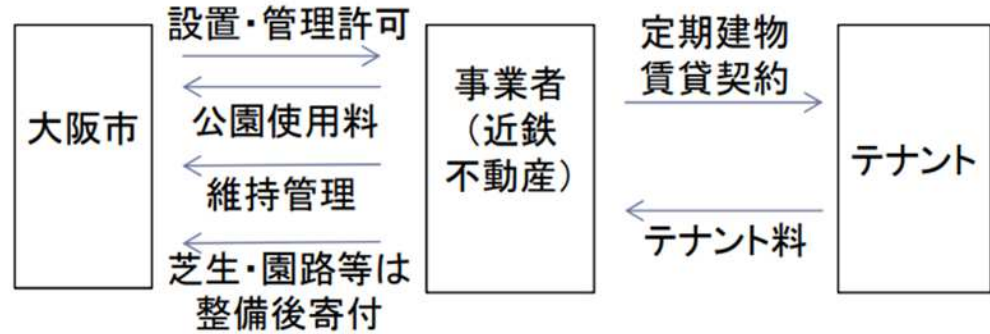 設置・管理許可
大阪市
公園使用料
維持管理
芝生・園路等は
整備後寄付
事業者
（近鉄
不動産）
定期建物
賃貸契約
テナント料
テナント